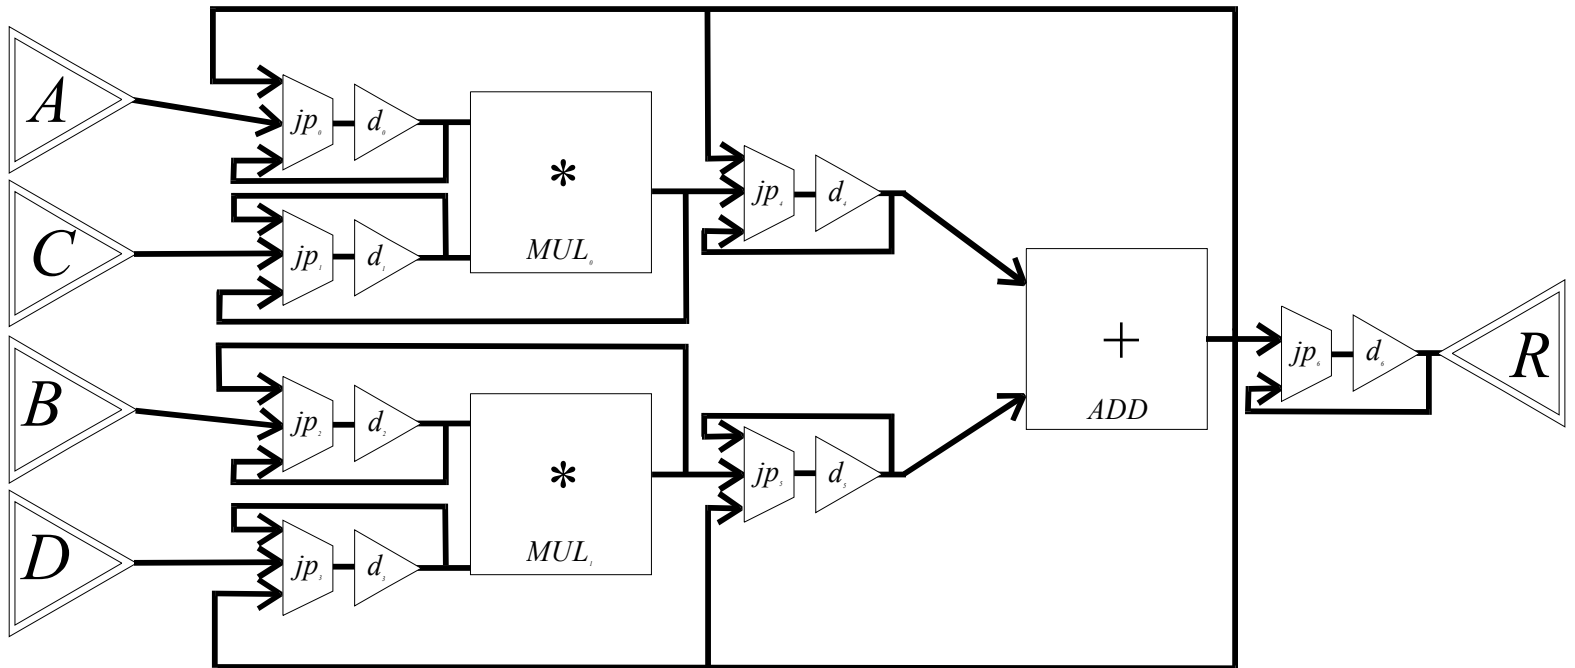 A
jp₀
d₀
*
MUL₀
C
jp₁
d₁
jp₄
d₄
B
jp₂
d₂
*
MUL₁
D
jp₃
d₃
jp₅
d₅
+
ADD
jp₆
d₆
R